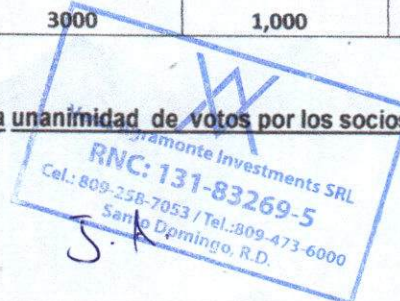 3000 1,000
unanimidad de votos por los socios
Investments SRL
RNC: 131-83269-5
Cel.: 809-258-7053 / Tel.:809-473-6000
Santo Domingo, R.D.
J. A.